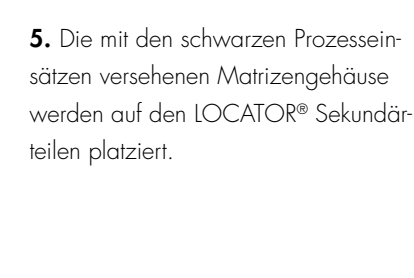 5. Die mit den schwarzen Prozessein-
sätzen versehenen Matrizengehäuse
werden auf den LOCATOR® Sekundär-
teilen platziert.